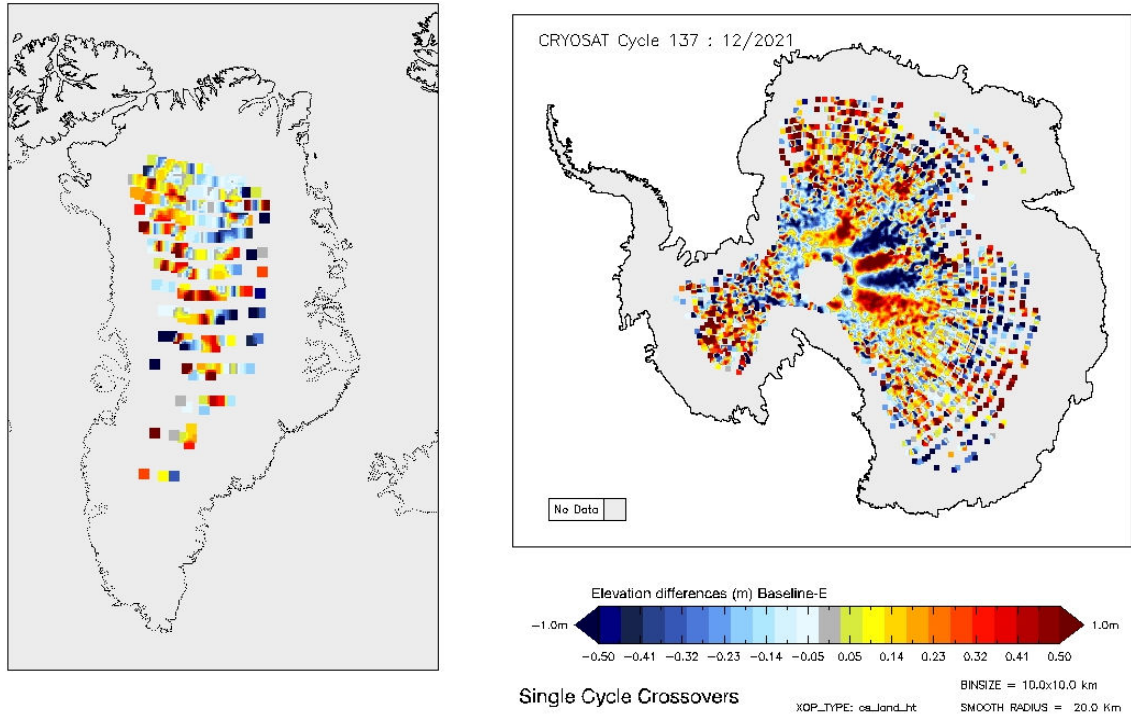 CRYOSAT Cycle 137 : 12/2021
No Data
Elevation differences (m) Baseline-E
-1.0m 1.0m
-0.50 -0.41 -0.32 -0.23 -0.14 -0.05 0.05 0.14 0.23 0.32 0.41 0.50
Single Cycle Crossovers
BINSIZE = 10.0x10.0 km
XOP_TYPE: cs_land_ht SMOOTH RADIUS = 20.0 Km